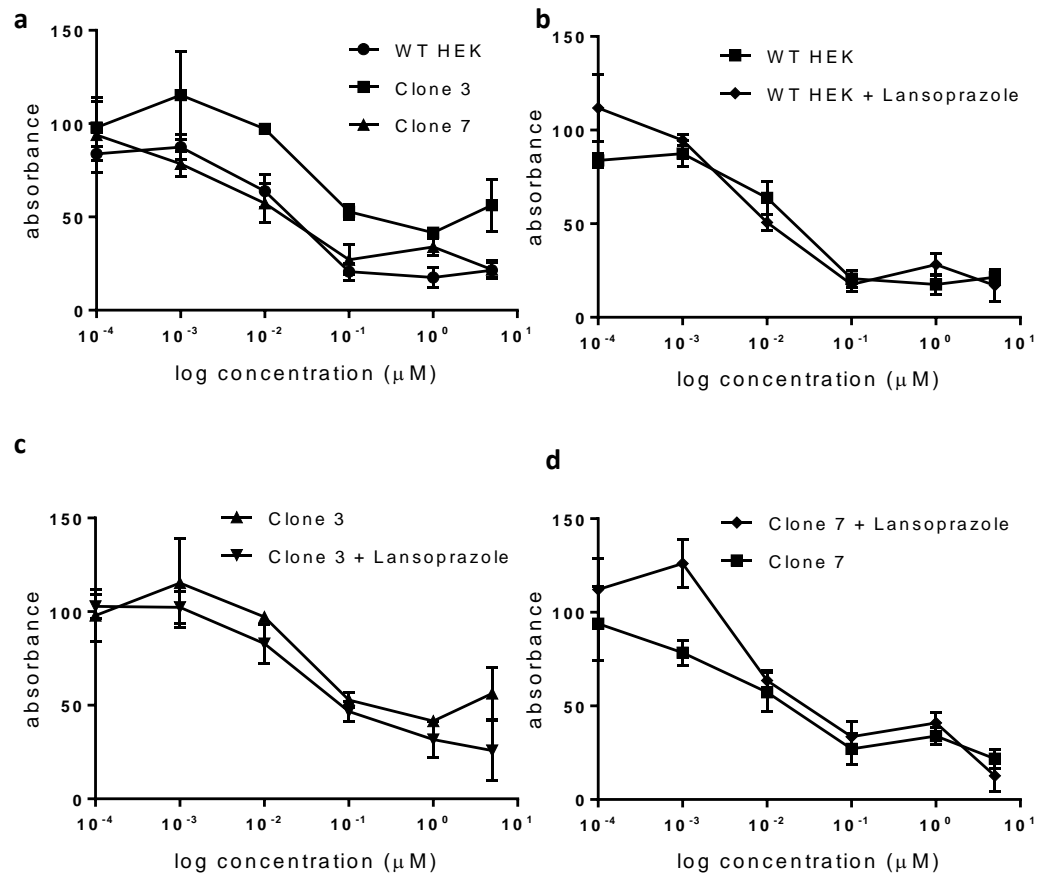 a
150
100
50
0
absorbance
WT HEK
Clone 3
Clone 7
10-4 10-3 10-2 10-1 100 101
log concentration (μM)
b
150
100
50
0
absorbance
WT HEK
WT HEK + Lansoprazole
10-4 10-3 10-2 10-1 100 101
log concentration (μM)
c
150
100
50
0
absorbance
Clone 3
Clone 3 + Lansoprazole
10-4 10-3 10-2 10-1 100 101
log concentration (μM)
d
150
100
50
0
absorbance
Clone 7 + Lansoprazole
Clone 7
10-4 10-3 10-2 10-1 100 101
log concentration (μM)